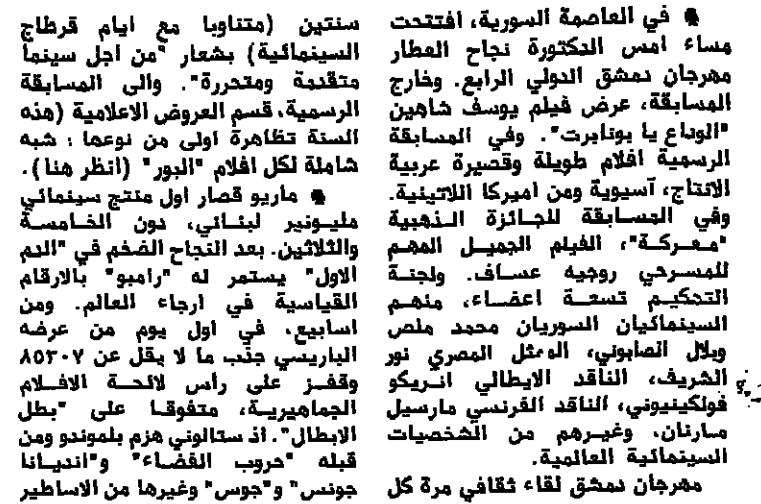 في العاصمة السورية، افتتحت
مساء امس الدكتورة نجاح العطار
مهرجان دمشق الدولي الرابع. وخارج
المسابقة، عرض فيلم يوسف شاهين
"الوداع يا بونابرت". وفي المسابقة
الرسمية افلام طويلة وقصيرة عربية
الانتاج، آسيوية ومن اميركا اللاتينية.
وفي المسابقة للجائزة الذهبية
"معركة"، الفيلم الجميل المهم
للمسرحي روجيه عساف. ولجنة
التحكيم تسعة اعضاء، منهم
السينمائيان السوريان محمد ملص
وبلال الصابوني، الممثل المصري نور
الشريف، الناقد الايطالي انريكو
فولكينيوني، الناقد الفرنسي مارسيل
مارتان، وغيرهم من الشخصيات
السينمائية العالمية.
مهرجان دمشق لقاء ثقافي مرة كل
سنتين (متناوبا مع ايام قرطاج
السينمائية) بشعار "من اجل سينما
متقدمة ومتحررة". والى المسابقة
الرسمية، قسم العروض الاعلامية (هذه
السنة تظاهرة اولى من نوعها : شبه
شاملة لكل افلام "البور" (انظر هنا).
ماريو قصار اول منتج سينمائي
مليونير لبناني، دون الخامسة
والثلاثين. بعد النجاح الضخم في "الدم
الاول" يستمر له "رامبو" بالارقام
القياسية في ارجاء العالم. ومن
اسابيع، في اول يوم من عرضه
الباريسي جذب ما لا يقل عن ٨٥٣٠٧
وقفز على رأس لائحة الافلام
الجماهيرية، متفوقا على "بطل
الابطال". اذ ستالوني هزم بلموندو ومن
قبله "حروب الفضاء" و"انديانا
جونس" و"جوس" وغيرها من الاساطير